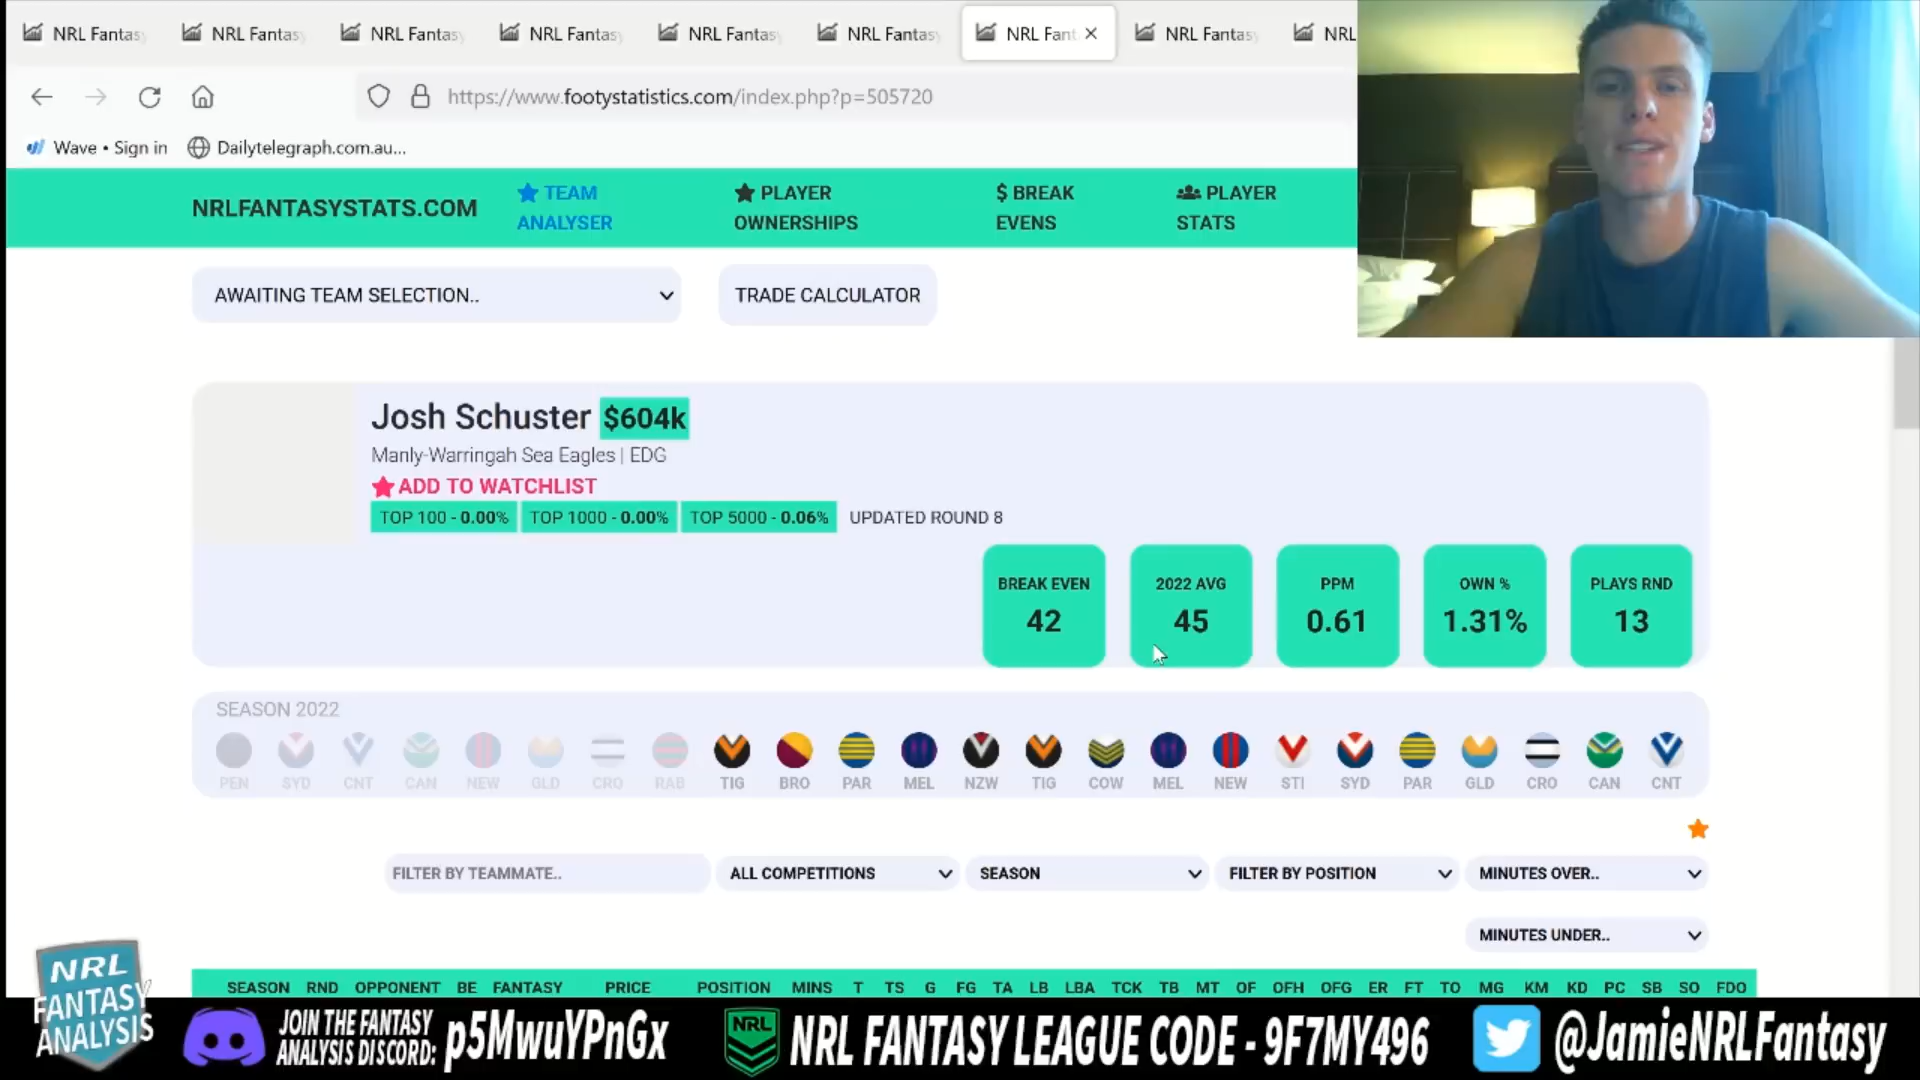 NRL Fantas
NRL Fantas
NRL Fantas
NRL Fantas
NRL Fantas
NRL Fantas
NRL Fant
NRL Fantas
NRL
https://www.footystatistics.com/index.php?p=505720
Wave • Sign in
Dailytelegraph.com.au...
NRLFANTASYSTATS.COM
TEAM
ANALYSER
PLAYER
OWNERSHIPS
$ BREAK
EVENS
PLAYER
STATS
AWAITING TEAM SELECTION..
TRADE CALCULATOR
Josh Schuster $604k
Manly-Warringah Sea Eagles | EDG
ADD TO WATCHLIST
TOP 100 - 0.00% TOP 1000 - 0.00% TOP 5000 - 0.06% UPDATED ROUND 8
BREAK EVEN
42
2022 AVG
45
PPM
0.61
OWN %
1.31%
PLAYS RND
13
SEASON 2022
PEN SYD CNT CAN NEW GLD CRO RAB TIG BRO PAR MEL NZW TIG COW MEL NEW STI SYD PAR GLD CRO CAN CNT
FILTER BY TEAMMATE..
ALL COMPETITIONS
SEASON
FILTER BY POSITION
MINUTES OVER..
MINUTES UNDER..
SEASON RND OPPONENT BE FANTASY PRICE POSITION MINS T TS G FG TA LB LBA TCK TB MT OF OFH OFG ER FT TO MG KM KD PC SB SO FDO
NRL
FANTASY
ANALYSIS
JOIN THE FANTASY
ANALYSIS DISCORD: p5MwuYPnGx
NRL
NRL FANTASY LEAGUE CODE - 9F7MY496
@JamieNRLFantasy